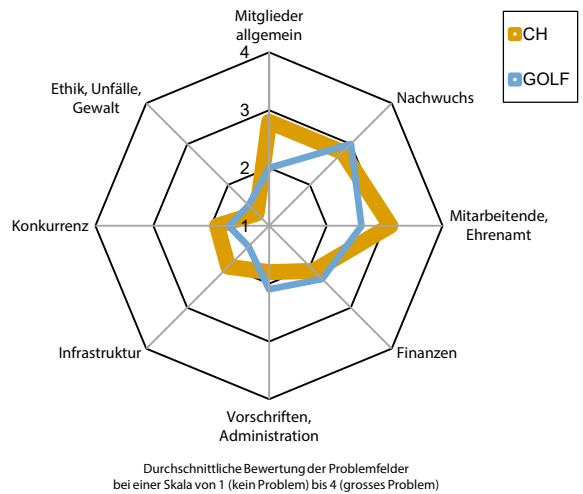 Mitglieder
allgemein
CH
GOLF
4
3
2
1
Nachwuchs
Mitarbeitende,
Ehrenamt
Finanzen
Vorschriften,
Administration
Infrastruktur
Konkurrenz
Ethik, Unfälle,
Gewalt
Durchschnittliche Bewertung der Problemfelder
bei einer Skala von 1 (kein Problem) bis 4 (grosses Problem)